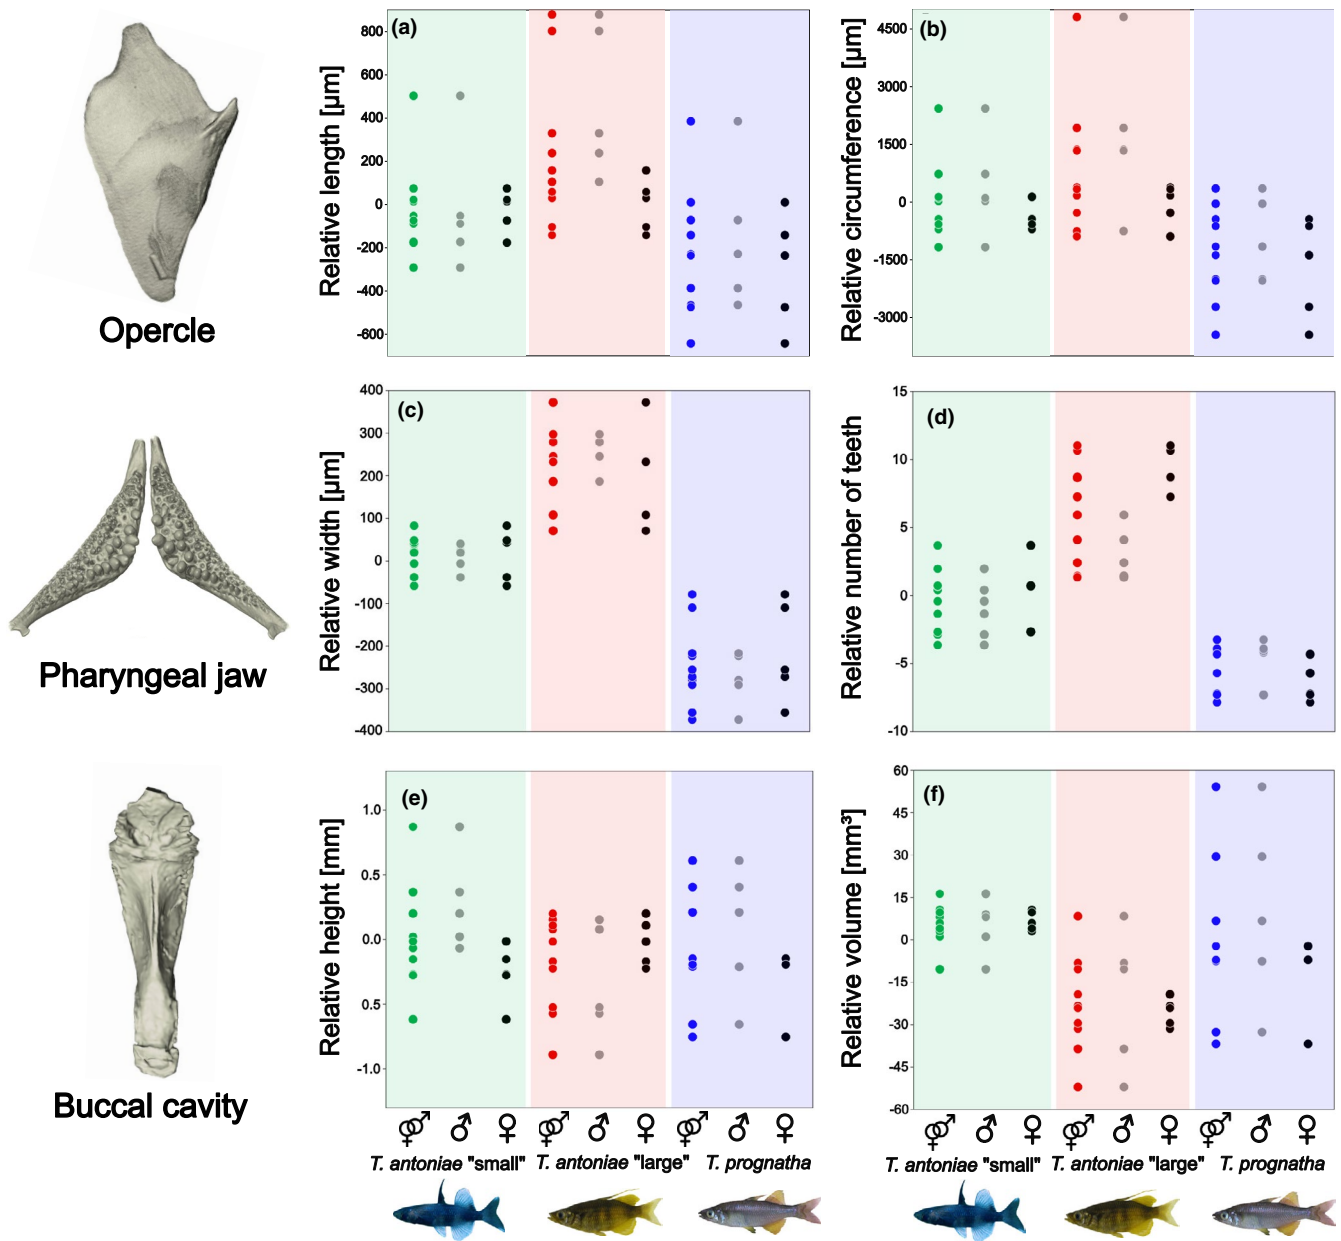 (a)
Relative length [µm]
800
600
400
200
0
-200
-400
-600
(b)
Relative circumference [µm]
4500
3000
1500
0
-1500
-3000
Opercle
(c)
Relative width [µm]
400
300
200
100
0
-100
-200
-300
-400
(d)
Relative number of teeth
15
10
5
0
-5
-10
Pharyngeal jaw
(e)
Relative height [mm]
1.0
0.5
0.0
0.5
-1.0
(f)
Relative volume [mm³]
60
45
30
15
0
-15
-30
-45
-60
Buccal cavity
⚤ ♂ ♀ ⚤ ♂ ♀ ⚤ ♂ ♀
⚤ ♂ ♀ ⚤ ♂ ♀ ⚤ ♂ ♀
T. antoniae "small" T. antoniae "large" T. prognatha
T. antoniae "small" T. antoniae "large" T. prognatha